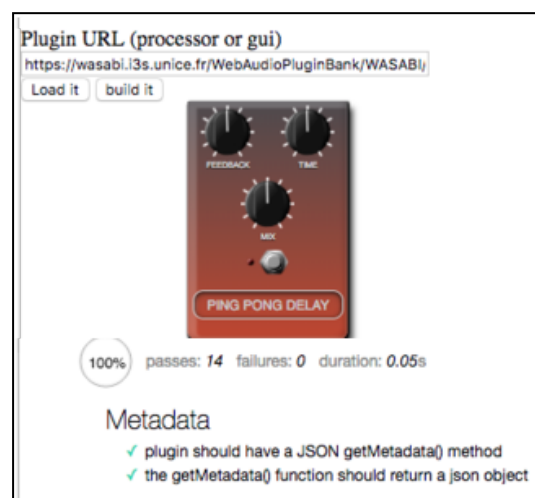 Plugin URL (processor or gui)
https://wasabi.i3s.unice.fr/WebAudioPluginBank/WASABI/
Load it build it
FEEDBACK TIME
MIX
PING PONG DELAY
100% passes: 14 failures: 0 duration: 0.05s
Metadata
✓ plugin should have a JSON getMetadata() method
✓ the getMetadata() function should return a json object